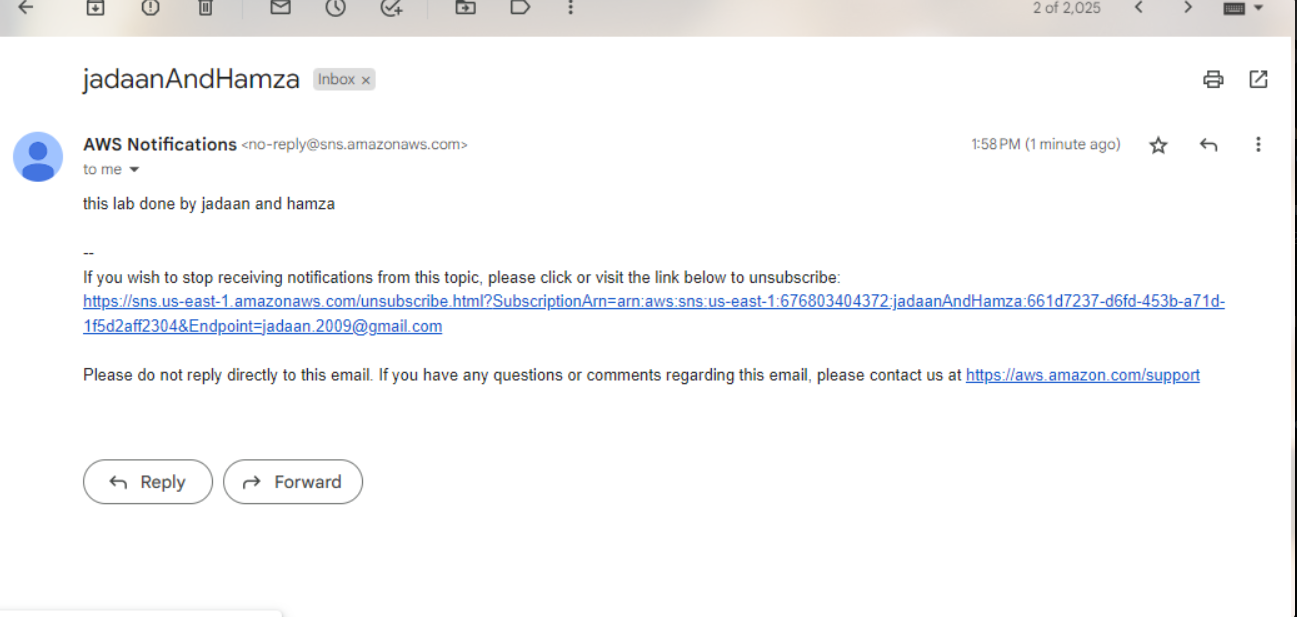 2 of 2,025
jadaanAndHamza Inbox x
AWS Notifications <no-reply@sns.amazonaws.com> 1:58 PM (1 minute ago)
to me
this lab done by jadaan and hamza
--
If you wish to stop receiving notifications from this topic, please click or visit the link below to unsubscribe:
https://sns.us-east-1.amazonaws.com/unsubscribe.html?SubscriptionArn=arn:aws:sns:us-east-1:676803404372:jadaanAndHamza:661d7237-d6fd-453b-a71d-
1f5d2aff2304&Endpoint=jadaan.2009@gmail.com
Please do not reply directly to this email. If you have any questions or comments regarding this email, please contact us at https://aws.amazon.com/support
Reply Forward